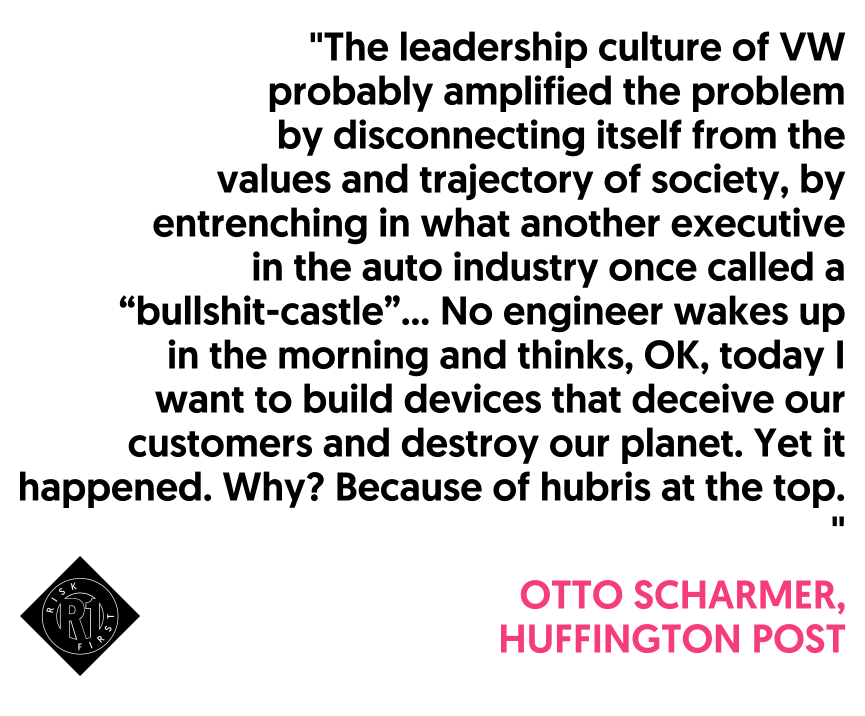 "The leadership culture of VW
probably amplified the problem
by disconnecting itself from the
values and trajectory of society, by
entrenching in what another executive
in the auto industry once called a
“bullshit-castle”... No engineer wakes up
in the morning and thinks, OK, today I
want to build devices that deceive our
customers and destroy our planet. Yet it
happened. Why? Because of hubris at the top.
"
OTTO SCHARMER,
HUFFINGTON POST
RISK
R1
FIRST